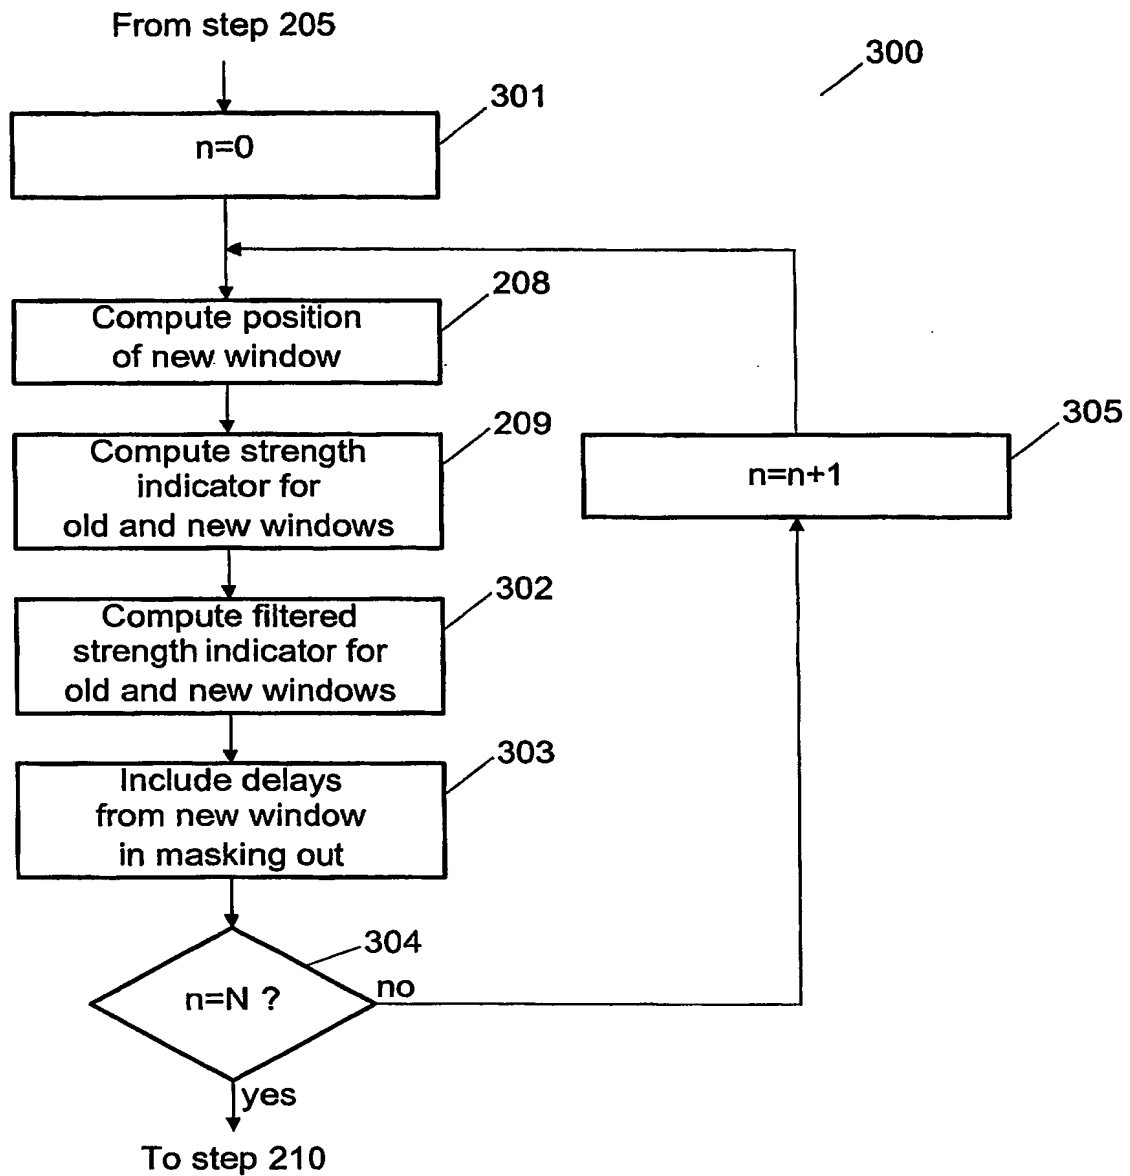 From step 205
300
301
n=0
208
Compute position
of new window
209
Compute strength
indicator for
old and new windows
305
n=n+1
302
Compute filtered
strength indicator for
old and new windows
303
Include delays
from new window
in masking out
304
n=N ?
no
yes
To step 210